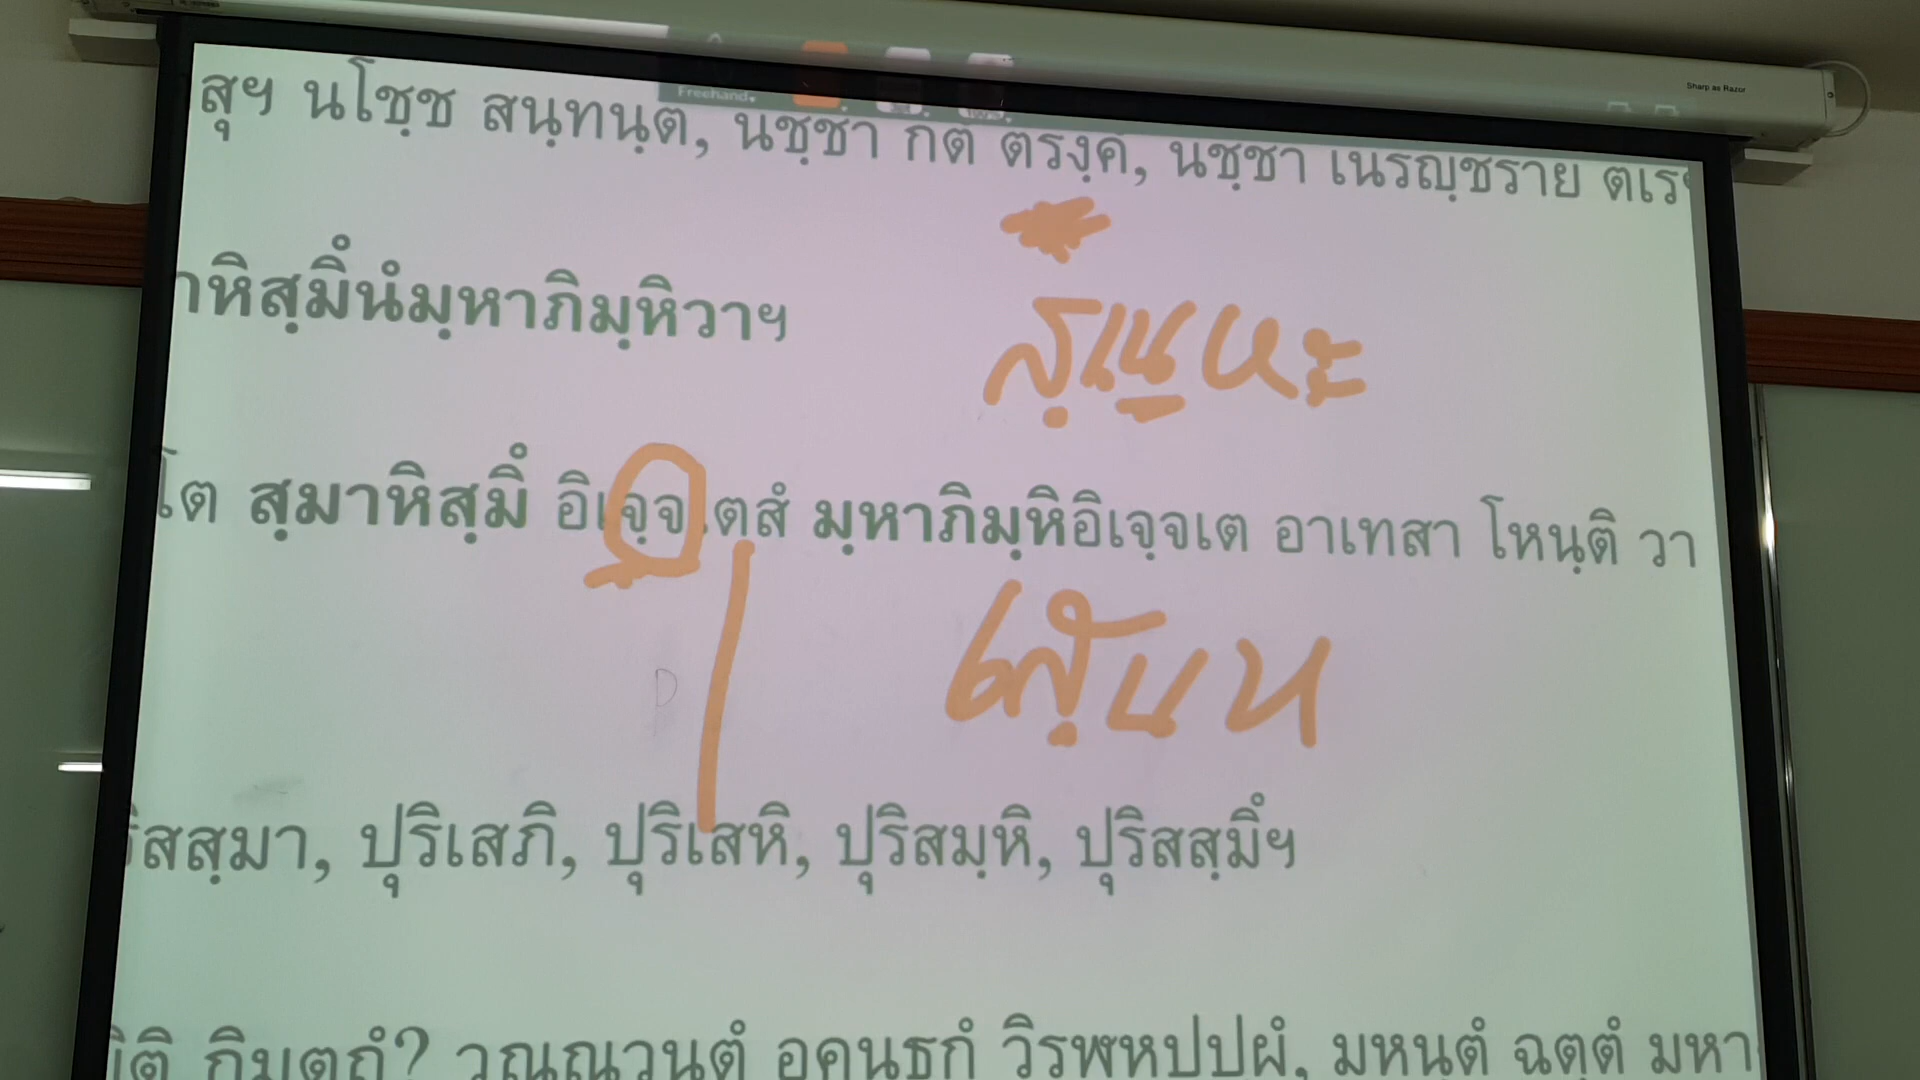 Sharp as Razor
Freehand
สุฯ นโชฺช สนฺทนฺต, นชฺชา กต ตรงฺค, นชฺชา เนรญฺชราย ตเร
าหิสฺมิํนํมฺหาภิมฺหิวาฯ
สฺเนหะ
โต สฺมาหิสฺมิํ อิเจฺจเตสํ มฺหาภิมฺหิอิเจฺจเต อาเทสา โหนฺติ วา
สสฺมา, ปุริเสภิ, ปุริเสหิ, ปุริสมฺหิ, ปุริสสฺมิํฯ
กิมตฺถํ? วณฺณวนฺตํ อคนฺธกํ วิรูฬฺหปุปฺผํ, มหนฺตํ ฉตฺตํ มหา